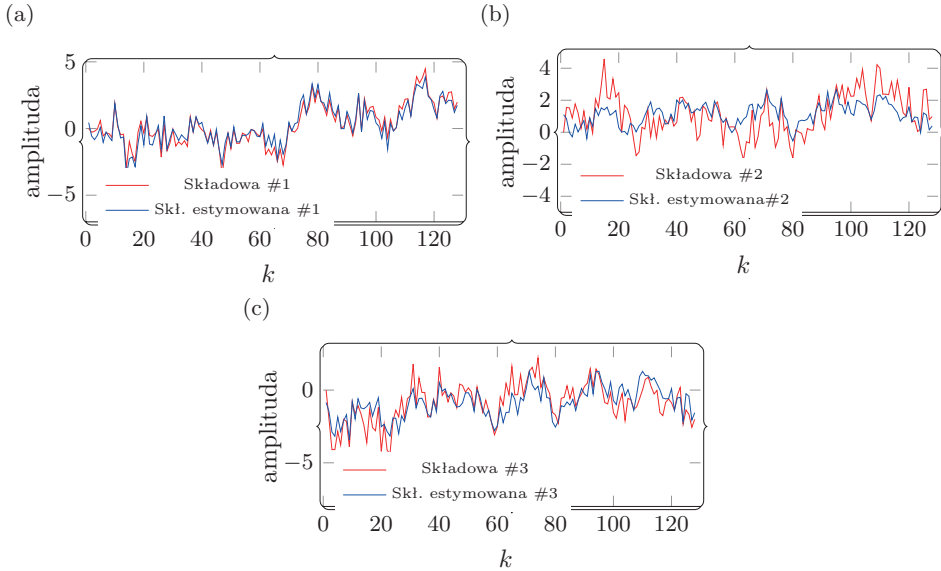 (a)
amplituda
5
0
−5
Składowa #1
Skł. estymowana #1
0 20 40 60 80 100 120
k
(b)
amplituda
4
2
0
−2
−4
Składowa #2
Skł. estymowana#2
0 20 40 60 80 100 120
k
(c)
amplituda
0
−5
Składowa #3
Skł. estymowana #3
0 20 40 60 80 100 120
k